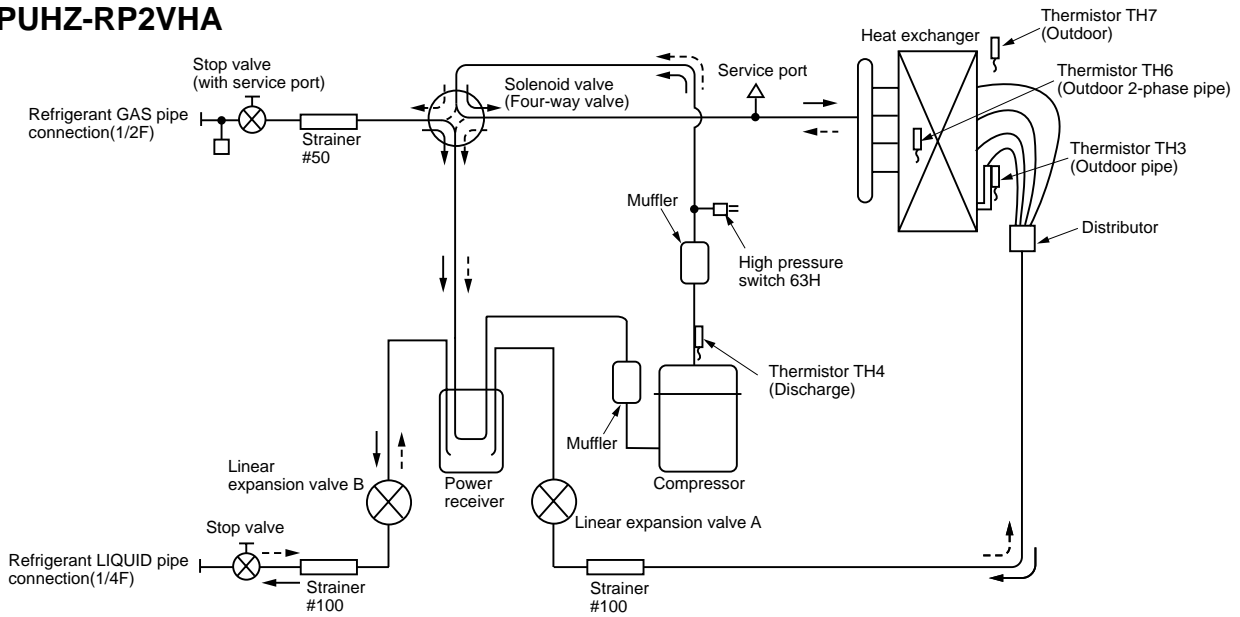 PUHZ-RP2VHA
Thermistor TH7
(Outdoor)
Heat exchanger
Stop valve
(with service port)
Solenoid valve
(Four-way valve)
Service port
Thermistor TH6
(Outdoor 2-phase pipe)
Refrigerant GAS pipe
connection(1/2F)
Strainer
#50
Thermistor TH3
(Outdoor pipe)
Muffler
Distributor
High pressure
switch 63H
Thermistor TH4
(Discharge)
Muffler
Linear
expansion valve B
Power
receiver
Compressor
Linear expansion valve A
Stop valve
Refrigerant LIQUID pipe
connection(1/4F)
Strainer
#100
Strainer
#100